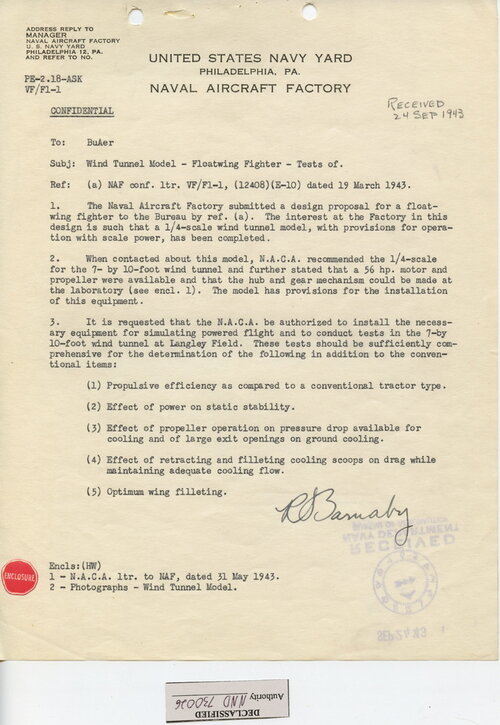 ADDRESS REPLY TO
MANAGER
NAVAL AIRCRAFT FACTORY
U. S. NAVY YARD
PHILADELPHIA 12, PA.
AND REFER TO NO.
UNITED STATES NAVY YARD
PHILADELPHIA, PA.
NAVAL AIRCRAFT FACTORY
PE-2.18-ASK
VF/F1-1
CONFIDENTIAL
RECEIVED
24 SEP 1943
To: BuAer
Subj: Wind Tunnel Model - Floatwing Fighter - Tests of.
Ref: (a) NAF conf. ltr. VF/F1-1, (12408)(E-10) dated 19 March 1943.
1. The Naval Aircraft Factory submitted a design proposal for a float-
wing fighter to the Bureau by ref. (a). The interest at the Factory in this
design is such that a 1/4-scale wind tunnel model, with provisions for opera-
tion with scale power, has been completed.
2. When contacted about this model, N.A.C.A. recommended the 1/4-scale
for the 7- by 10-foot wind tunnel and further stated that a 56 hp. motor and
propeller were available and that the hub and gear mechanism could be made at
the laboratory (see encl. 1). The model has provisions for the installation
of this equipment.
3. It is requested that the N.A.C.A. be authorized to install the necess-
ary equipment for simulating powered flight and to conduct tests in the 7-by
10-foot wind tunnel at Langley Field. These tests should be sufficiently com-
prehensive for the determination of the following in addition to the conven-
tional items:
(1) Propulsive efficiency as compared to a conventional tractor type.
(2) Effect of power on static stability.
(3) Effect of propeller operation on pressure drop available for
cooling and of large exit openings on ground cooling.
(4) Effect of retracting and filleting cooling scoops on drag while
maintaining adequate cooling flow.
(5) Optimum wing filleting.
RS Barnaby
NAVY DEPARTMENT
RECEIVED
SEP 24 43
Encls:(HW)
1 - N.A.C.A. ltr. to NAF, dated 31 May 1943.
2 - Photographs - Wind Tunnel Model.
ENCLOSURE
DECLASSIFIED
Authority NND 730026